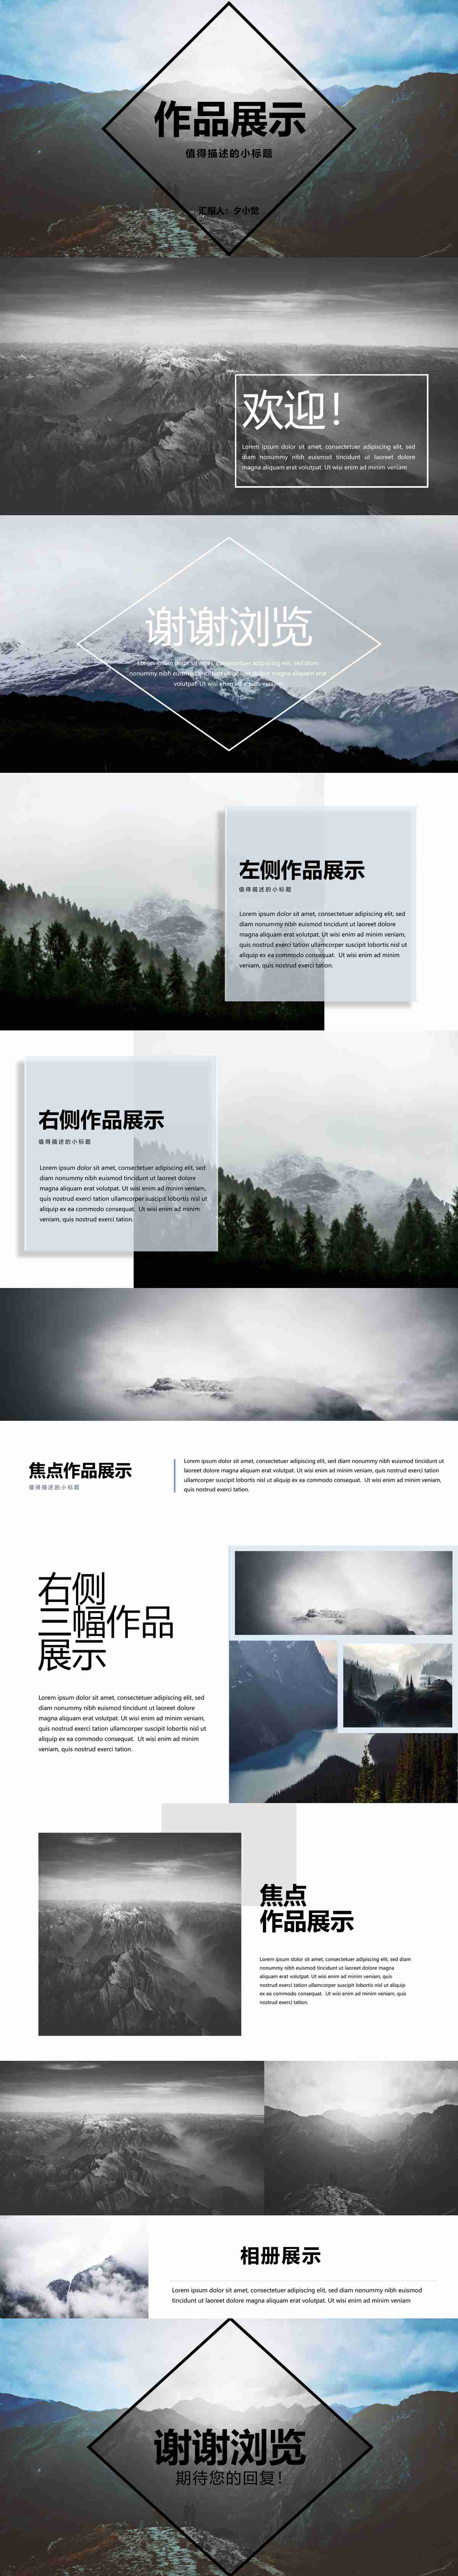 作品展示
值得描述的小标题
汇报人：夕小觉
欢迎！
Lorem ipsum dolor sit amet, consectetuer adipiscing elit, sed
diam nonummy nibh euismod tincidunt ut laoreet dolore
magna aliquam erat volutpat. Ut wisi enim ad minim veniam
谢谢浏览
Lorem ipsum dolor sit amet, consectetuer adipiscing elit, sed diam
nonummy nibh euismod tincidunt ut laoreet dolore magna aliquam erat
volutpat. Ut wisi enim ad minim veniam
左侧作品展示
值得描述的小标题
Lorem ipsum dolor sit amet, consectetuer adipiscing elit, sed
diam nonummy nibh euismod tincidunt ut laoreet dolore
magna aliquam erat volutpat. Ut wisi enim ad minim veniam,
quis nostrud exerci tation ullamcorper suscipit lobortis nisl ut
aliquip ex ea commodo consequat. Ut wisi enim ad minim
veniam, quis nostrud exerci tation.
右侧作品展示
值得描述的小标题
Lorem ipsum dolor sit amet, consectetuer adipiscing elit, sed
diam nonummy nibh euismod tincidunt ut laoreet dolore
magna aliquam erat volutpat. Ut wisi enim ad minim veniam,
quis nostrud exerci tation ullamcorper suscipit lobortis nisl ut
aliquip ex ea commodo consequat. Ut wisi enim ad minim
veniam, quis nostrud exerci tation.
焦点作品展示
值得描述的小标题
Lorem ipsum dolor sit amet, consectetuer adipiscing elit, sed diam nonummy nibh euismod tincidunt ut
laoreet dolore magna aliquam erat volutpat. Ut wisi enim ad minim veniam, quis nostrud exerci tation
ullamcorper suscipit lobortis nisl ut aliquip ex ea commodo consequat. Ut wisi enim ad minim veniam,
quis nostrud exerci tation.
右侧
三幅作品
展示
Lorem ipsum dolor sit amet, consectetuer adipiscing elit, sed
diam nonummy nibh euismod tincidunt ut laoreet dolore
magna aliquam erat volutpat. Ut wisi enim ad minim veniam,
quis nostrud exerci tation ullamcorper suscipit lobortis nisl ut
aliquip ex ea commodo consequat. Ut wisi enim ad minim
veniam, quis nostrud exerci tation.
焦点
作品展示
Lorem ipsum dolor sit amet, consectetuer adipiscing elit, sed diam
nonummy nibh euismod tincidunt ut laoreet dolore magna
aliquam erat volutpat. Ut wisi enim ad minim veniam, quis
nostrud exerci tation ullamcorper suscipit lobortis nisl ut aliquip
ex ea commodo consequat. Ut wisi enim ad minim veniam, quis
nostrud exerci tation.
相册展示
Lorem ipsum dolor sit amet, consectetuer adipiscing elit, sed diam nonummy nibh euismod
tincidunt ut laoreet dolore magna aliquam erat volutpat. Ut wisi enim ad minim veniam
谢谢浏览
期待您的回复！